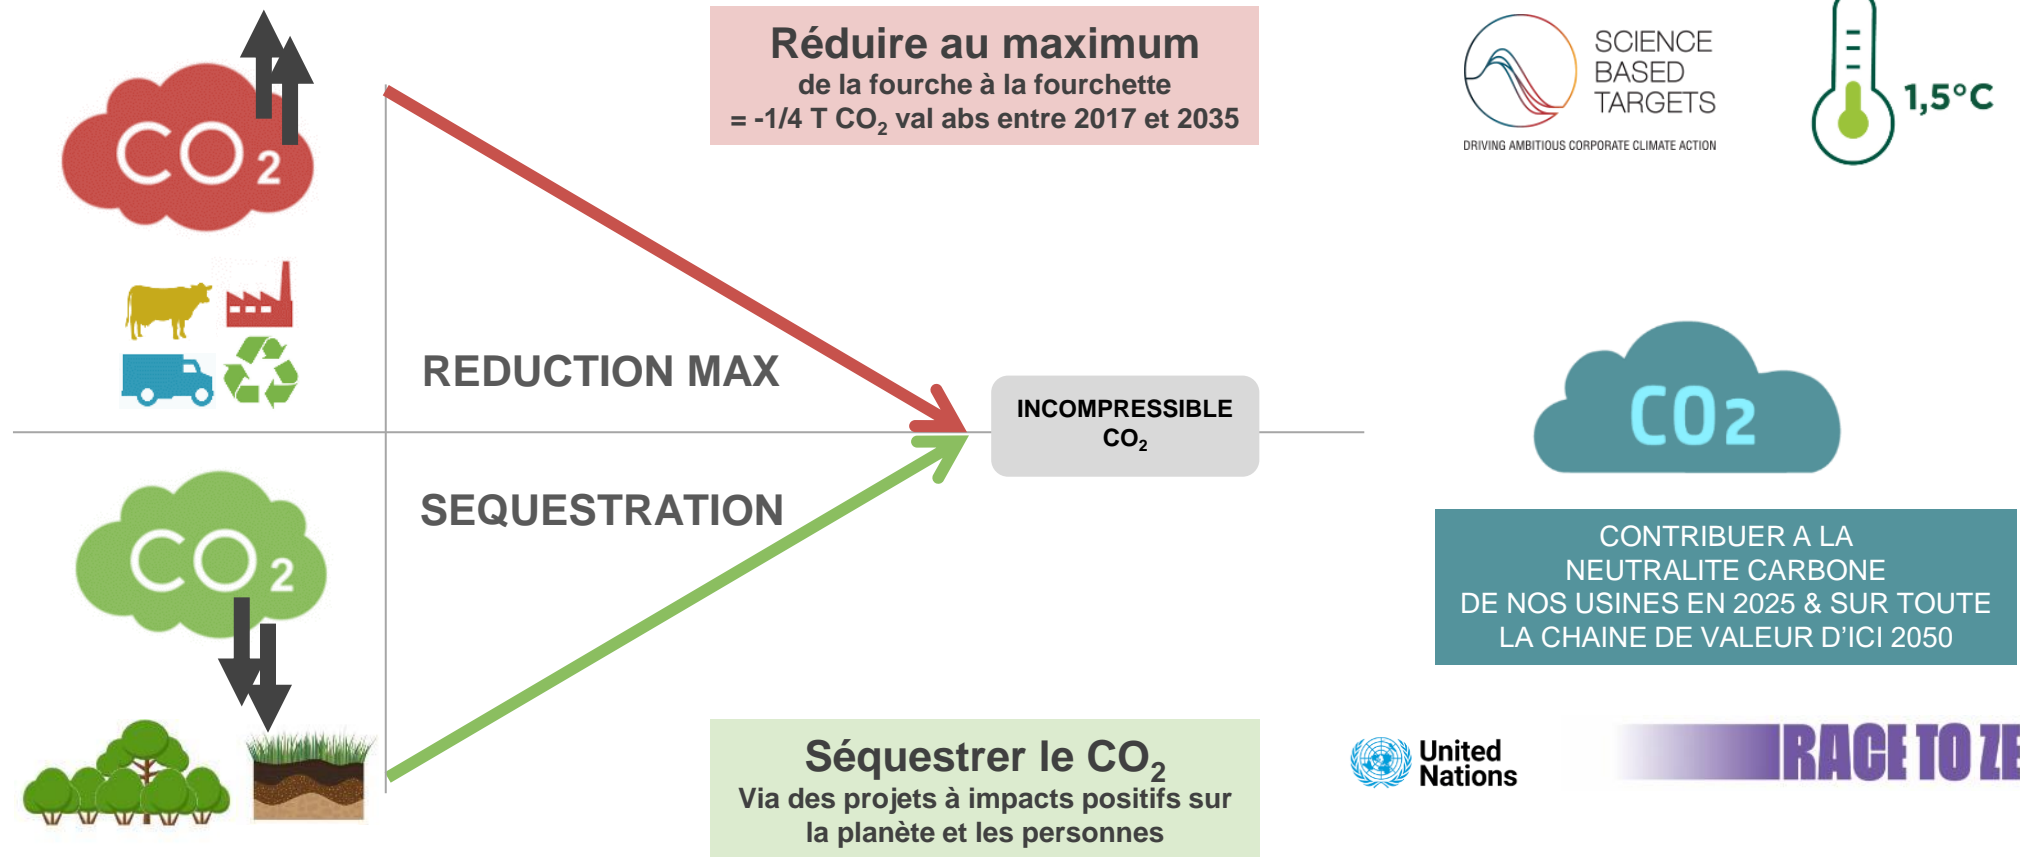 CO2
Réduire au maximum
de la fourche à la fourchette
= -1/4 T CO₂ val abs entre 2017 et 2035
SCIENCE
BASED
TARGETS
DRIVING AMBITIOUS CORPORATE CLIMATE ACTION
1,5°C
REDUCTION MAX
INCOMPRESSIBLE
CO₂
CO2
SEQUESTRATION
CO2
CONTRIBUER A LA
NEUTRALITE CARBONE
DE NOS USINES EN 2025 & SUR TOUTE
LA CHAINE DE VALEUR D'ICI 2050
Séquestrer le CO₂
Via des projets à impacts positifs sur
la planète et les personnes
United
Nations
RACE TO ZE